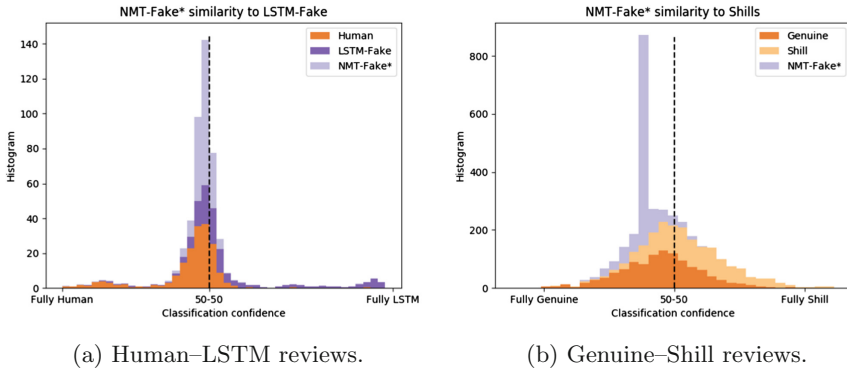 NMT-Fake* similarity to LSTM-Fake
Human
LSTM-Fake
NMT-Fake*
Histogram
140
120
100
80
60
40
20
0
Fully Human
50-50
Fully LSTM
Classification confidence
(a) Human–LSTM reviews.
NMT-Fake* similarity to Shills
Genuine
Shill
NMT-Fake*
Histogram
800
600
400
200
0
Fully Genuine
50-50
Fully Shill
Classification confidence
(b) Genuine–Shill reviews.